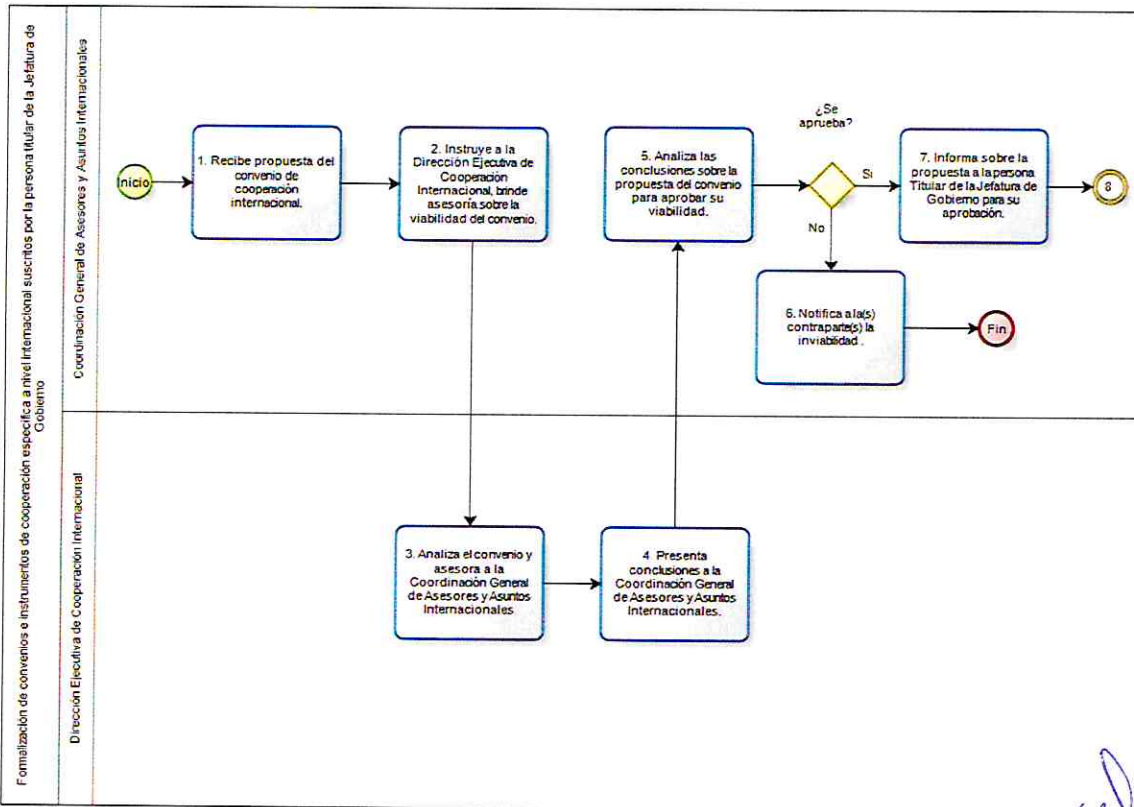 Formalización de convenios e instrumentos de cooperación específica a nivel internacional suscritos por la persona titular de la Jefatura de
Gobierno
Coordinación General de Asesores y Asuntos Internacionales
Inicio
1. Recibe propuesta del
convenio de
cooperación
internacional.
2. Instruye a la
Dirección Ejecutiva de
Cooperación
Internacional, brinde
asesoría sobre la
viabilidad del convenio.
5. Analiza las
conclusiones sobre la
propuesta del convenio
para aprobar su
viabilidad.
¿Se
aprueba?
Si
No
7. Informa sobre la
propuesta a la persona
Titular de la Jefatura de
Gobierno para su
aprobación.
8
6. Notifica a la(s)
contraparte(s) la
inviabilidad .
Fin
Dirección Ejecutiva de Cooperación Internacional
3. Analiza el convenio y
asesora a la
Coordinación General
de Asesores y Asuntos
Internacionales
4. Presenta
conclusiones a la
Coordinación General
de Asesores y Asuntos
Internacionales.